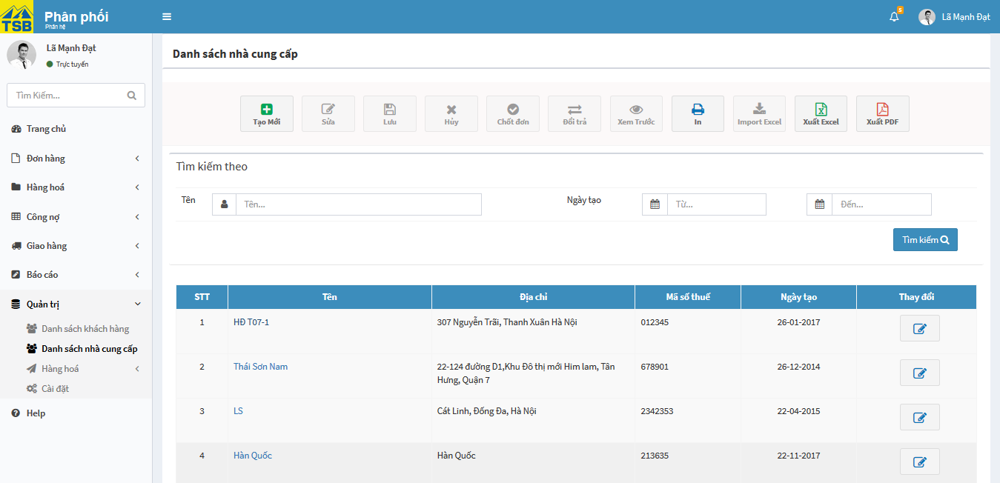 TSB
Phân phối
Phân hệ
5
Lã Mạnh Đạt
Lã Mạnh Đạt
Trực tuyến
Tìm Kiếm...
Trang chủ
Đơn hàng
Hàng hoá
Công nợ
Giao hàng
Báo cáo
Quản trị
Danh sách khách hàng
Danh sách nhà cung cấp
Hàng hoá
Cài đặt
Help
Danh sách nhà cung cấp
Tạo Mới Sửa Lưu Hủy Chốt đơn Đổi trả Xem Trước In Import Excel Xuất Excel Xuất PDF
Tìm kiếm theo
Tên Tên... Ngày tạo Từ... Đến...
Tìm kiếm
STT Tên Địa chỉ Mã số thuế Ngày tạo Thay đổi
1 HĐ T07-1 307 Nguyễn Trãi, Thanh Xuân Hà Nội 012345 26-01-2017
2 Thái Sơn Nam 22-124 đường D1,Khu Đô thị mới Him lam, Tân 678901 26-12-2014
Hưng, Quận 7
3 LS Cát Linh, Đống Đa, Hà Nội 2342353 22-04-2015
4 Hàn Quốc Hàn Quốc 213635 22-11-2017